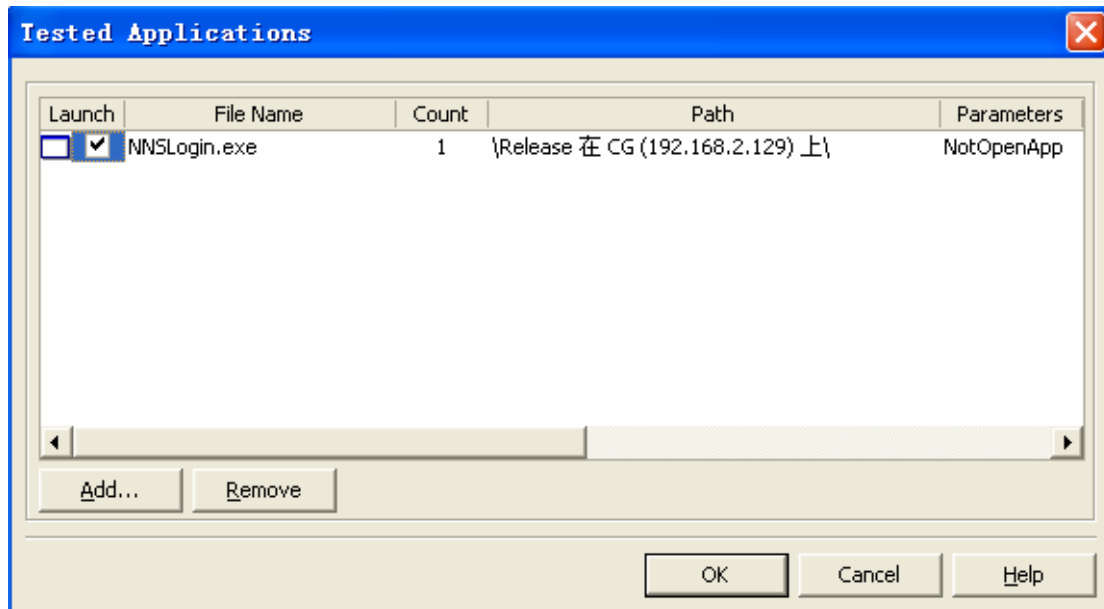 Tested Applications
Launch File Name Count Path Parameters
NNSLogin.exe 1 \Release 在 CG (192.168.2.129) 上\ NotOpenApp
Add... Remove
OK Cancel Help